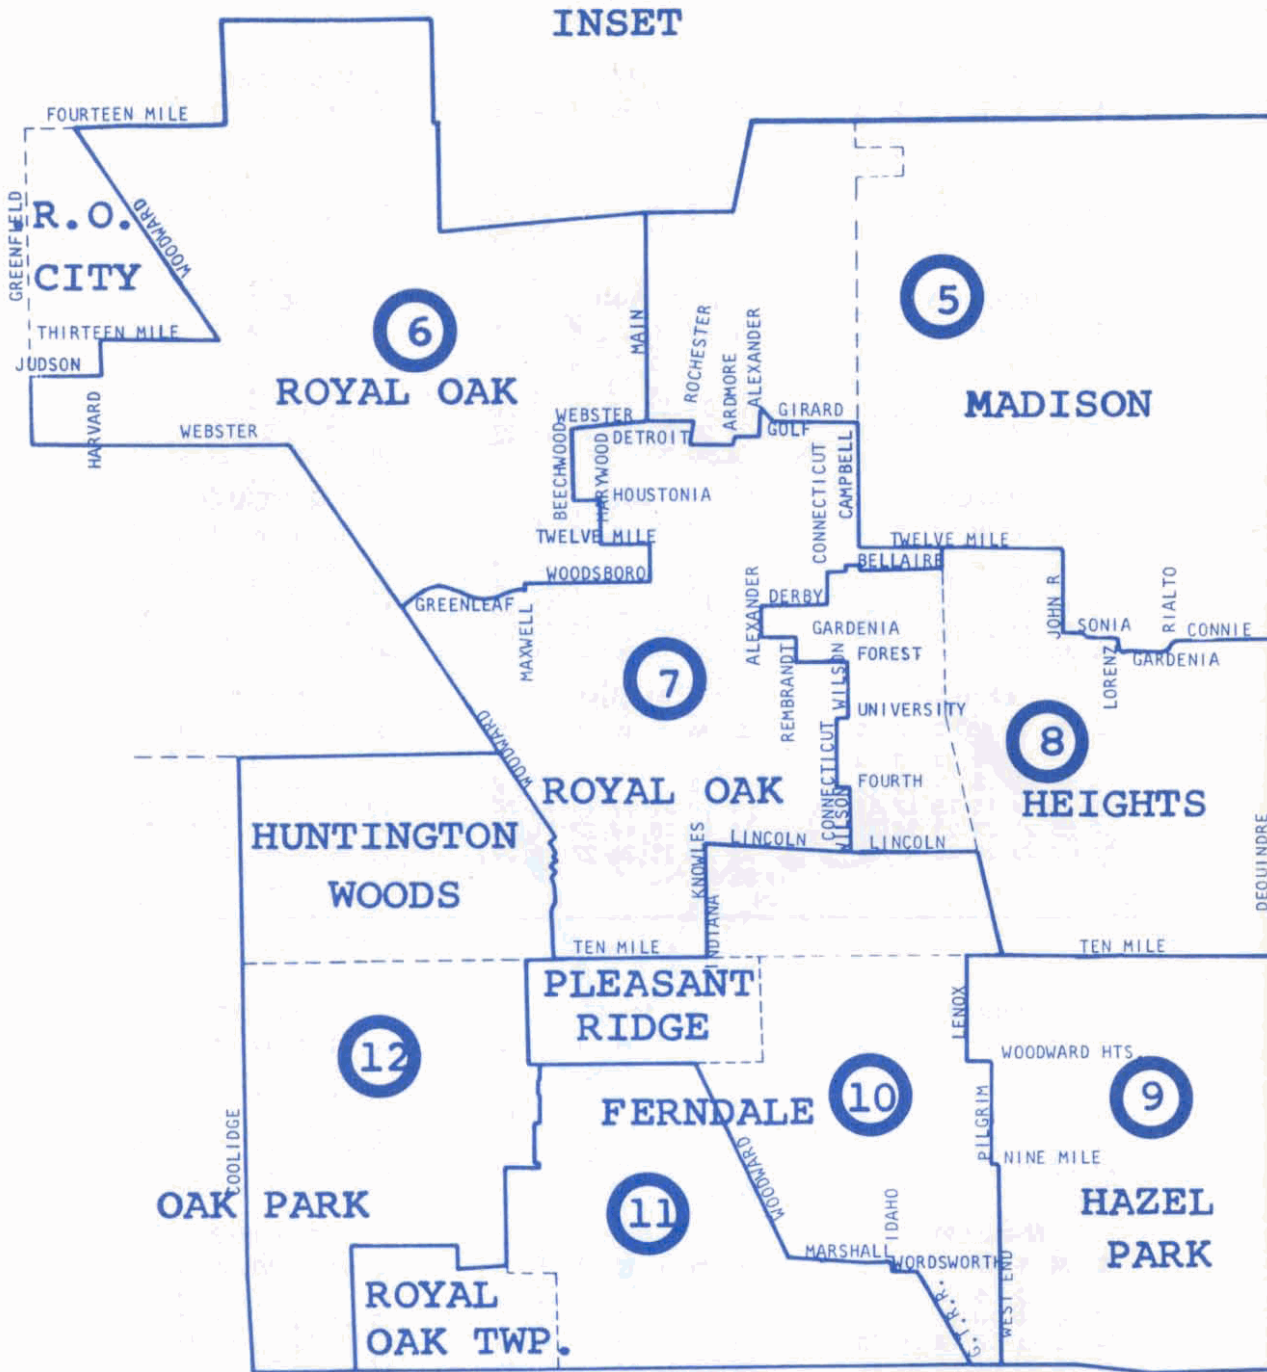 INSET
FOURTEEN MILE
GREENFIELD
R.O.
CITY
WOODWARD
THIRTEEN MILE
JUDSON
HARVARD
WEBSTER
6
ROYAL OAK
MAIN
ROCHESTER
ARDMORE
ALEXANDER
5
MADISON
WEBSTER
DETROIT
GIRARD
GOLF
BEECHWOOD
MARYWOOD
HOUSTONIA
CONNECTICUT
CAMPBELL
TWELVE MILE
TWELVE MILE
WOODSBORO
BELLAIRE
GREENLEAF
MAXWELL
ALEXANDER
DERBY
GARDENIA
JOHN R
SONIA
RIALTO
CONNIE
LORENZ
GARDENIA
7
REMBRANDT
FOREST
WILSON
UNIVERSITY
8
WOODWARD
CONNECTICUT
FOURTH
WILSON
ROYAL OAK
HEIGHTS
HUNTINGTON
WOODS
KNOWLES
LINCOLN
LINCOLN
DEQUINDRE
INDIANA
TEN MILE
TEN MILE
PLEASANT
RIDGE
LENOX
WOODWARD HTS.
12
10
9
FERNDALE
PILGRIM
NINE MILE
COOLIDGE
OAK PARK
11
WOODWARD
IDAHO
HAZEL
PARK
MARSHALL
WORDSWORTH
G.T.R.R.
WEST END
ROYAL
OAK TWP.